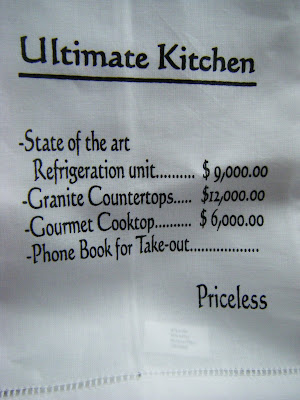 Ultimate Kitchen
-State of the art
Refrigeration unit.......... $ 9,000.00
-Granite Countertops..... $12,000.00
-Gourmet Cooktop.......... $ 6,000.00
-Phone Book for Take-out.................
Priceless